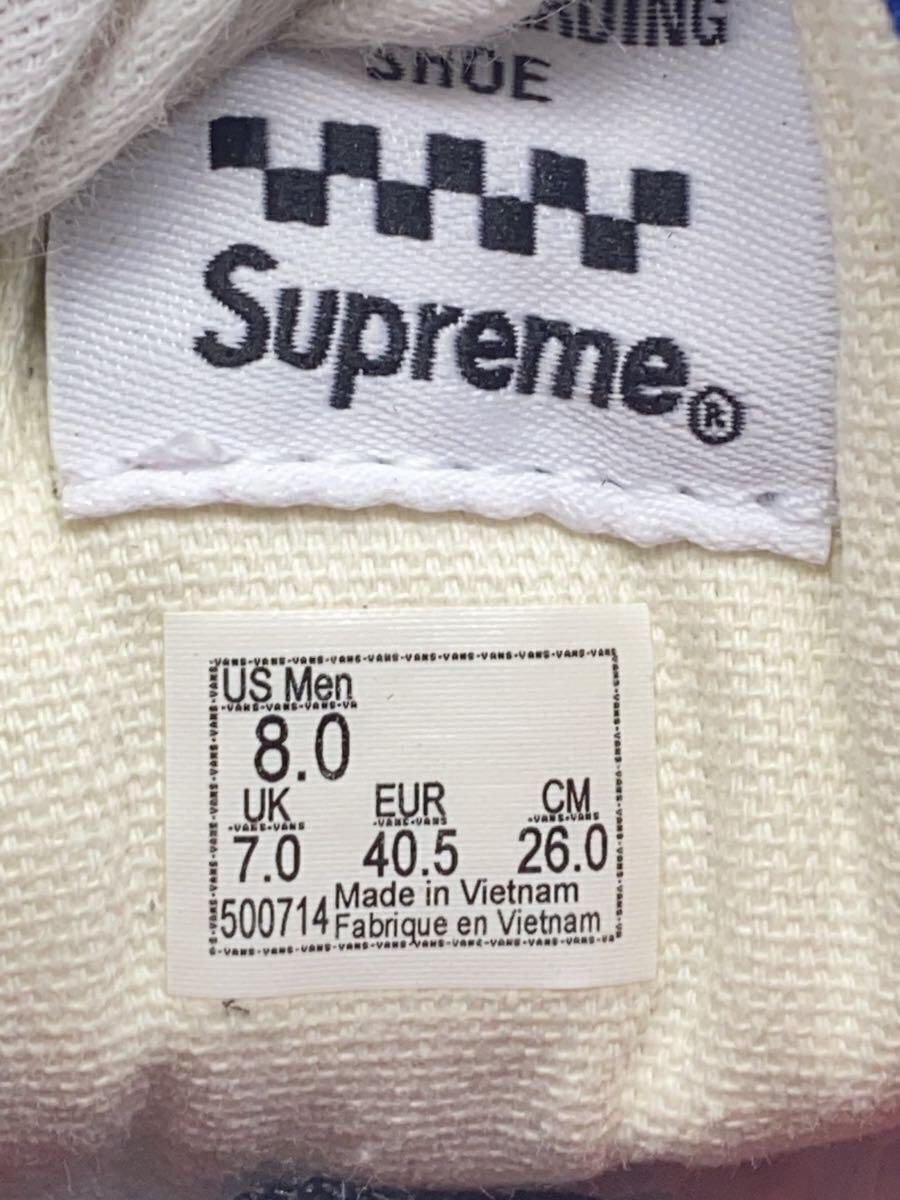 SHOE
Supreme®
US Men
8.0
UK EUR CM
7.0 40.5 26.0
500714 Made in Vietnam
Fabrique en Vietnam